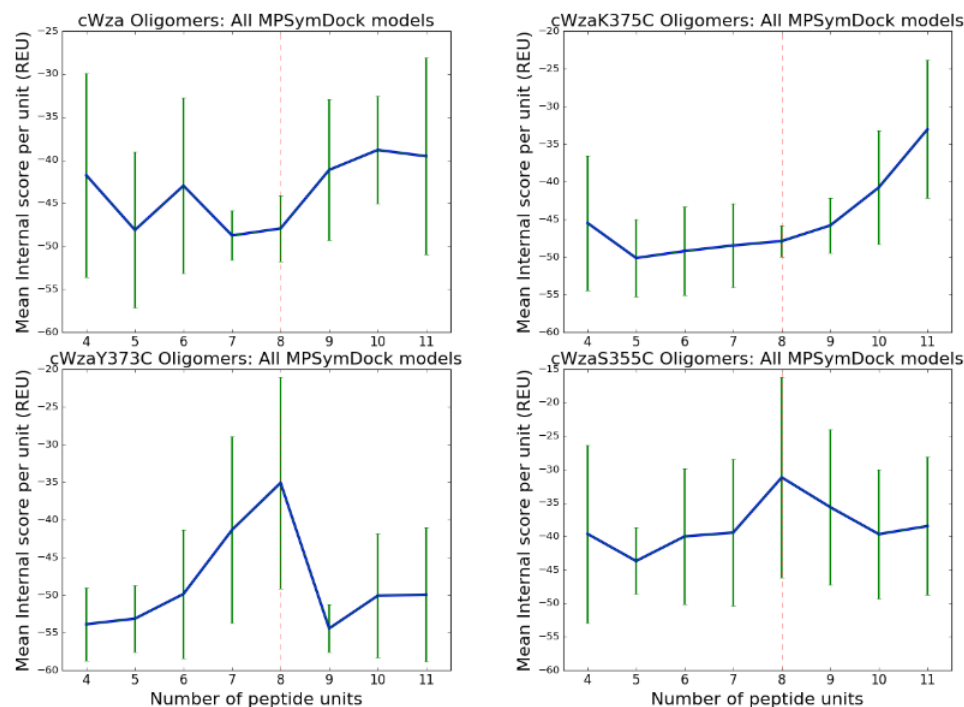 cWza Oligomers: All MPSymDock models
Mean Internal score per unit (REU)
−25
−30
−35
−40
−45
−50
−55
−60
4 5 6 7 8 9 10 11
cWzaK375C Oligomers: All MPSymDock models
Mean Internal score per unit (REU)
−20
−25
−30
−35
−40
−45
−50
−55
−60
4 5 6 7 8 9 10 11
cWzaY373C Oligomers: All MPSymDock models
Mean Internal score per unit (REU)
−20
−25
−30
−35
−40
−45
−50
−55
−60
4 5 6 7 8 9 10 11
Number of peptide units
cWzaS355C Oligomers: All MPSymDock models
Mean Internal score per unit (REU)
−15
−20
−25
−30
−35
−40
−45
−50
−55
−60
4 5 6 7 8 9 10 11
Number of peptide units